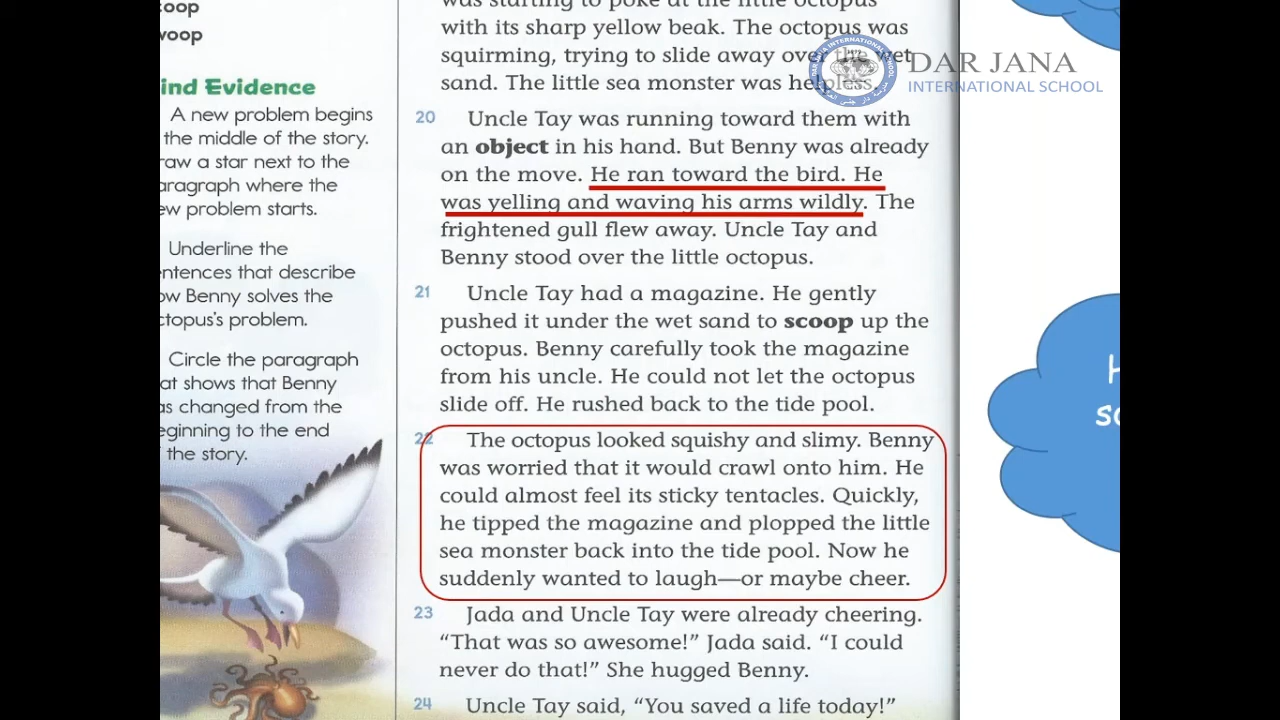 coop
woop
ind Evidence
A new problem begins
the middle of the story.
raw a star next to the
aragraph where the
ew problem starts.
Underline the
entences that describe
ow Benny solves the
ctopus's problem.
Circle the paragraph
at shows that Benny
as changed from the
eginning to the end
f the story.
was starting to poke at the little octopus
with its sharp yellow beak. The octopus was
squirming, trying to slide away over the wet
sand. The little sea monster was helpless.
20 Uncle Tay was running toward them with
an object in his hand. But Benny was already
on the move. He ran toward the bird. He
was yelling and waving his arms wildly. The
frightened gull flew away. Uncle Tay and
Benny stood over the little octopus.
21 Uncle Tay had a magazine. He gently
pushed it under the wet sand to scoop up the
octopus. Benny carefully took the magazine
from his uncle. He could not let the octopus
slide off. He rushed back to the tide pool.
22 The octopus looked squishy and slimy. Benny
was worried that it would crawl onto him. He
could almost feel its sticky tentacles. Quickly,
he tipped the magazine and plopped the little
sea monster back into the tide pool. Now he
suddenly wanted to laugh—or maybe cheer.
23 Jada and Uncle Tay were already cheering.
“That was so awesome!” Jada said. “I could
never do that!” She hugged Benny.
24 Uncle Tay said, “You saved a life today!”
DAR JANA
INTERNATIONAL SCHOOL